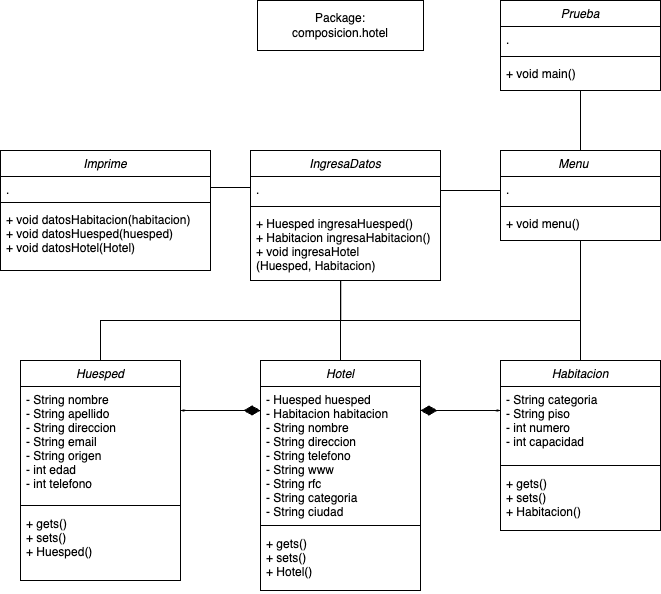 Package:
composicion.hotel
Prueba
.
+ void main()
Imprime
.
+ void datosHabitacion(habitacion)
+ void datosHuesped(huesped)
+ void datosHotel(Hotel)
IngresaDatos
.
+ Huesped ingresaHuesped()
+ Habitacion ingresaHabitacion()
+ void ingresaHotel
(Huesped, Habitacion)
Menu
.
+ void menu()
Huesped
- String nombre
- String apellido
- String direccion
- String email
- String origen
- int edad
- int telefono
+ gets()
+ sets()
+ Huesped()
Hotel
- Huesped huesped
- Habitacion habitacion
- String nombre
- String direccion
- String telefono
- String www
- String rfc
- String categoria
- String ciudad
+ gets()
+ sets()
+ Hotel()
Habitacion
- String categoria
- String piso
- int numero
- int capacidad
+ gets()
+ sets()
+ Habitacion()